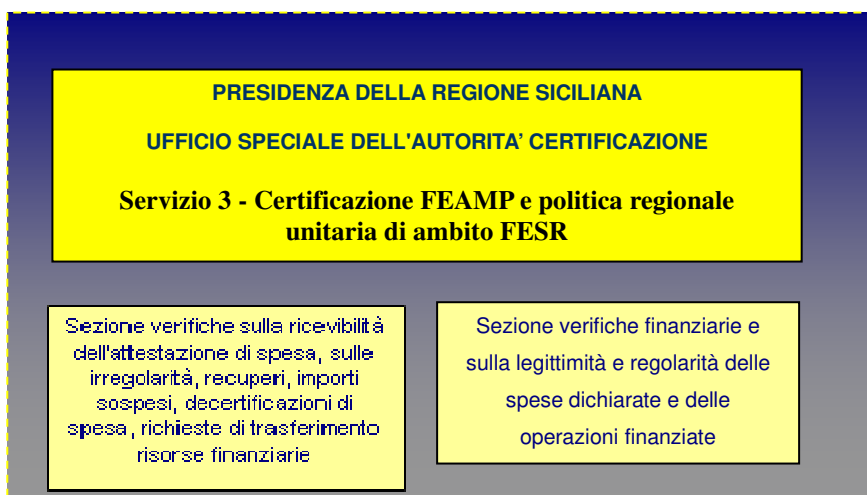 PRESIDENZA DELLA REGIONE SICILIANA
UFFICIO SPECIALE DELL'AUTORITA’ CERTIFICAZIONE
Servizio 3 - Certificazione FEAMP e politica regionale
unitaria di ambito FESR
Sezione verifiche sulla ricevibilità
dell'attestazione di spesa, sulle
irregolarità, recuperi, importi
sospesi, decertificazioni di
spesa, richieste di trasferimento
risorse finanziarie
Sezione verifiche finanziarie e
sulla legittimità e regolarità delle
spese dichiarate e delle
operazioni finanziate